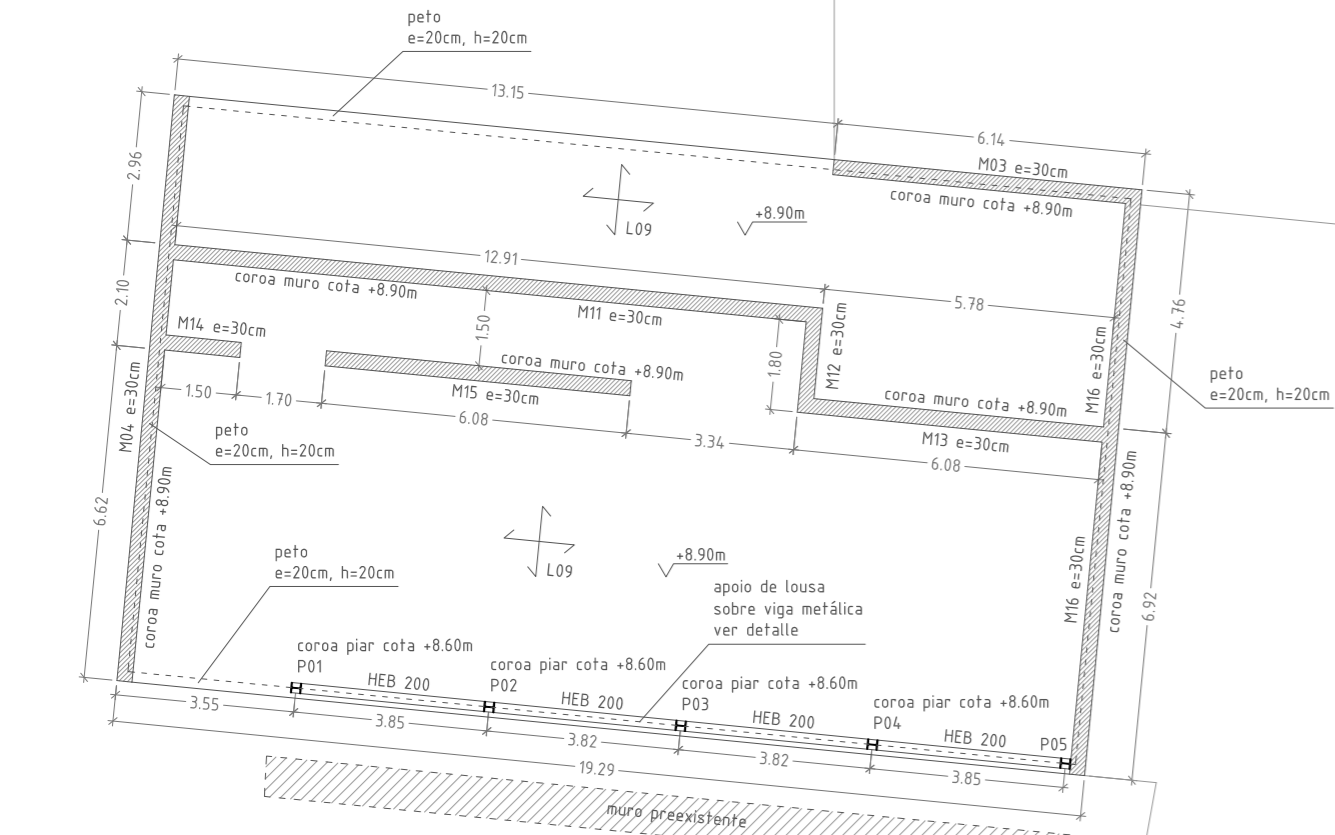 peto
e=20cm, h=20cm
13.15
6.14
M03 e=30cm
coroa muro cota +8.90m
2.96
L09
+8.90m
12.91
5.78
coroa muro cota +8.90m
M11 e=30cm
2.10
1.50
M12 e=30cm
1.80
4.76
M14 e=30cm
coroa muro cota +8.90m
M15 e=30cm
M16 e=30cm
peto
e=20cm, h=20cm
1.50
1.70
6.08
3.34
coroa muro cota +8.90m
M13 e=30cm
6.08
M04 e=30cm
peto
e=20cm, h=20cm
6.62
coroa muro cota +8.90m
L09
+8.90m
coroa muro cota +8.90m
M16 e=30cm
6.92
peto
e=20cm, h=20cm
apoio de lousa
sobre viga metálica
ver detalle
coroa piar cota +8.60m
P01
HEB 200
coroa piar cota +8.60m
P02
HEB 200
coroa piar cota +8.60m
P03
HEB 200
coroa piar cota +8.60m
P04
HEB 200
P05
3.55
3.85
3.82
3.82
3.85
19.29
muro preexistente